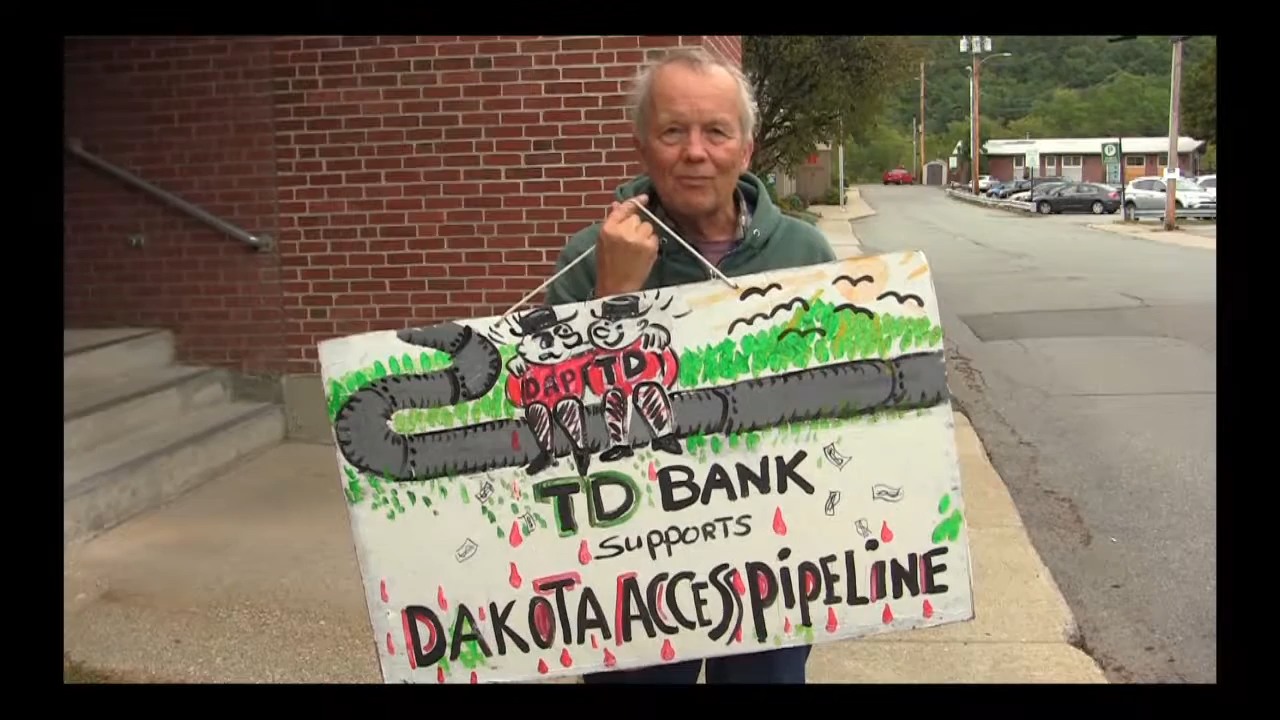 DAP
TD
TD BANK
SUPPORTS
DAKOTA ACCESS PiPELiNE
P